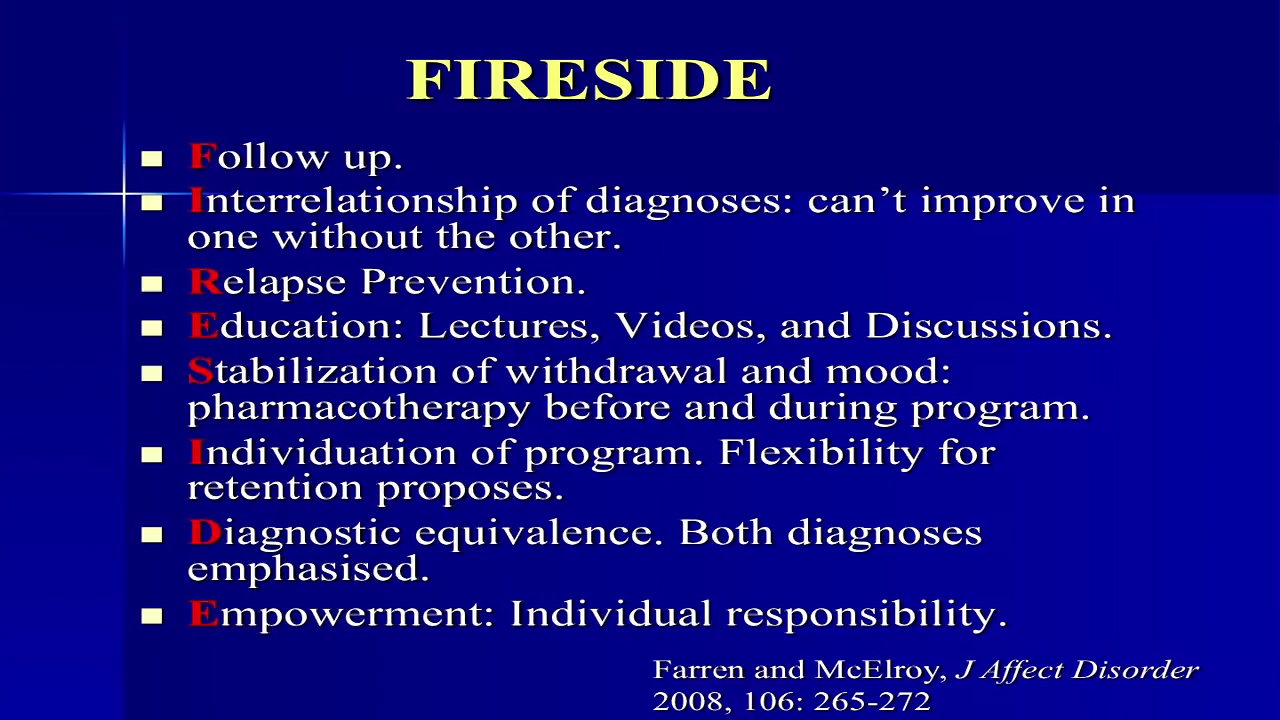 FIRESIDE
Follow up.
Interrelationship of diagnoses: can’t improve in
one without the other.
Relapse Prevention.
Education: Lectures, Videos, and Discussions.
Stabilization of withdrawal and mood:
pharmacotherapy before and during program.
Individuation of program. Flexibility for
retention proposes.
Diagnostic equivalence. Both diagnoses
emphasised.
Empowerment: Individual responsibility.
Farren and McElroy, J Affect Disorder
2008, 106: 265-272